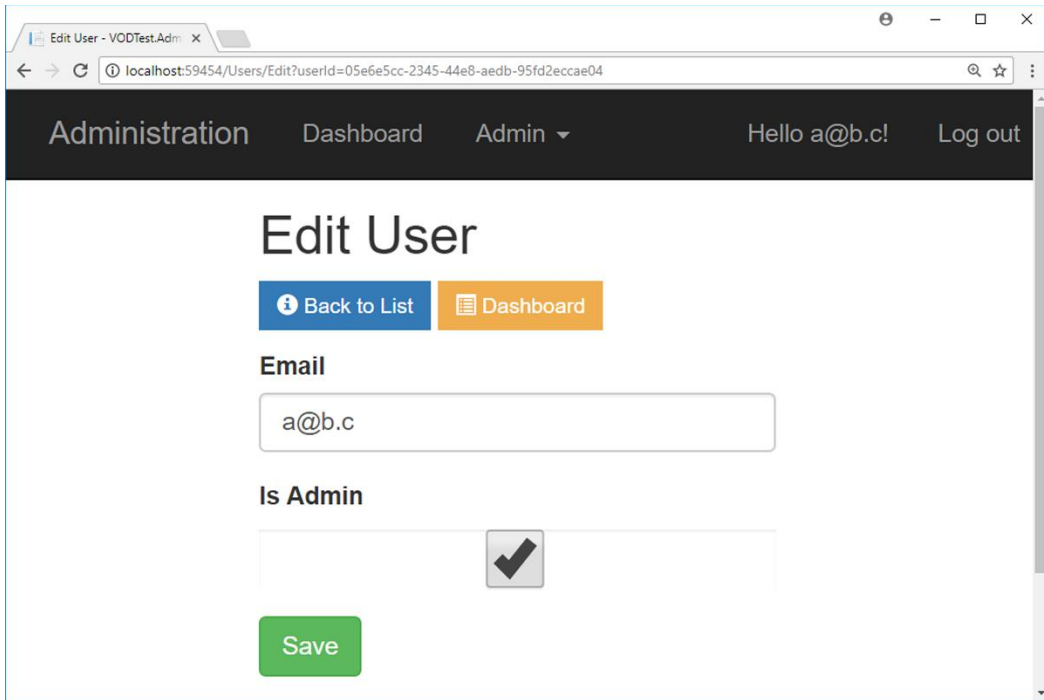 Edit User - VODTest.Adm
localhost:59454/Users/Edit?userId=05e6e5cc-2345-44e8-aedb-95fd2eccae04
Administration Dashboard Admin Hello a@b.c! Log out
Edit User
Back to List Dashboard
Email
a@b.c
Is Admin
Save